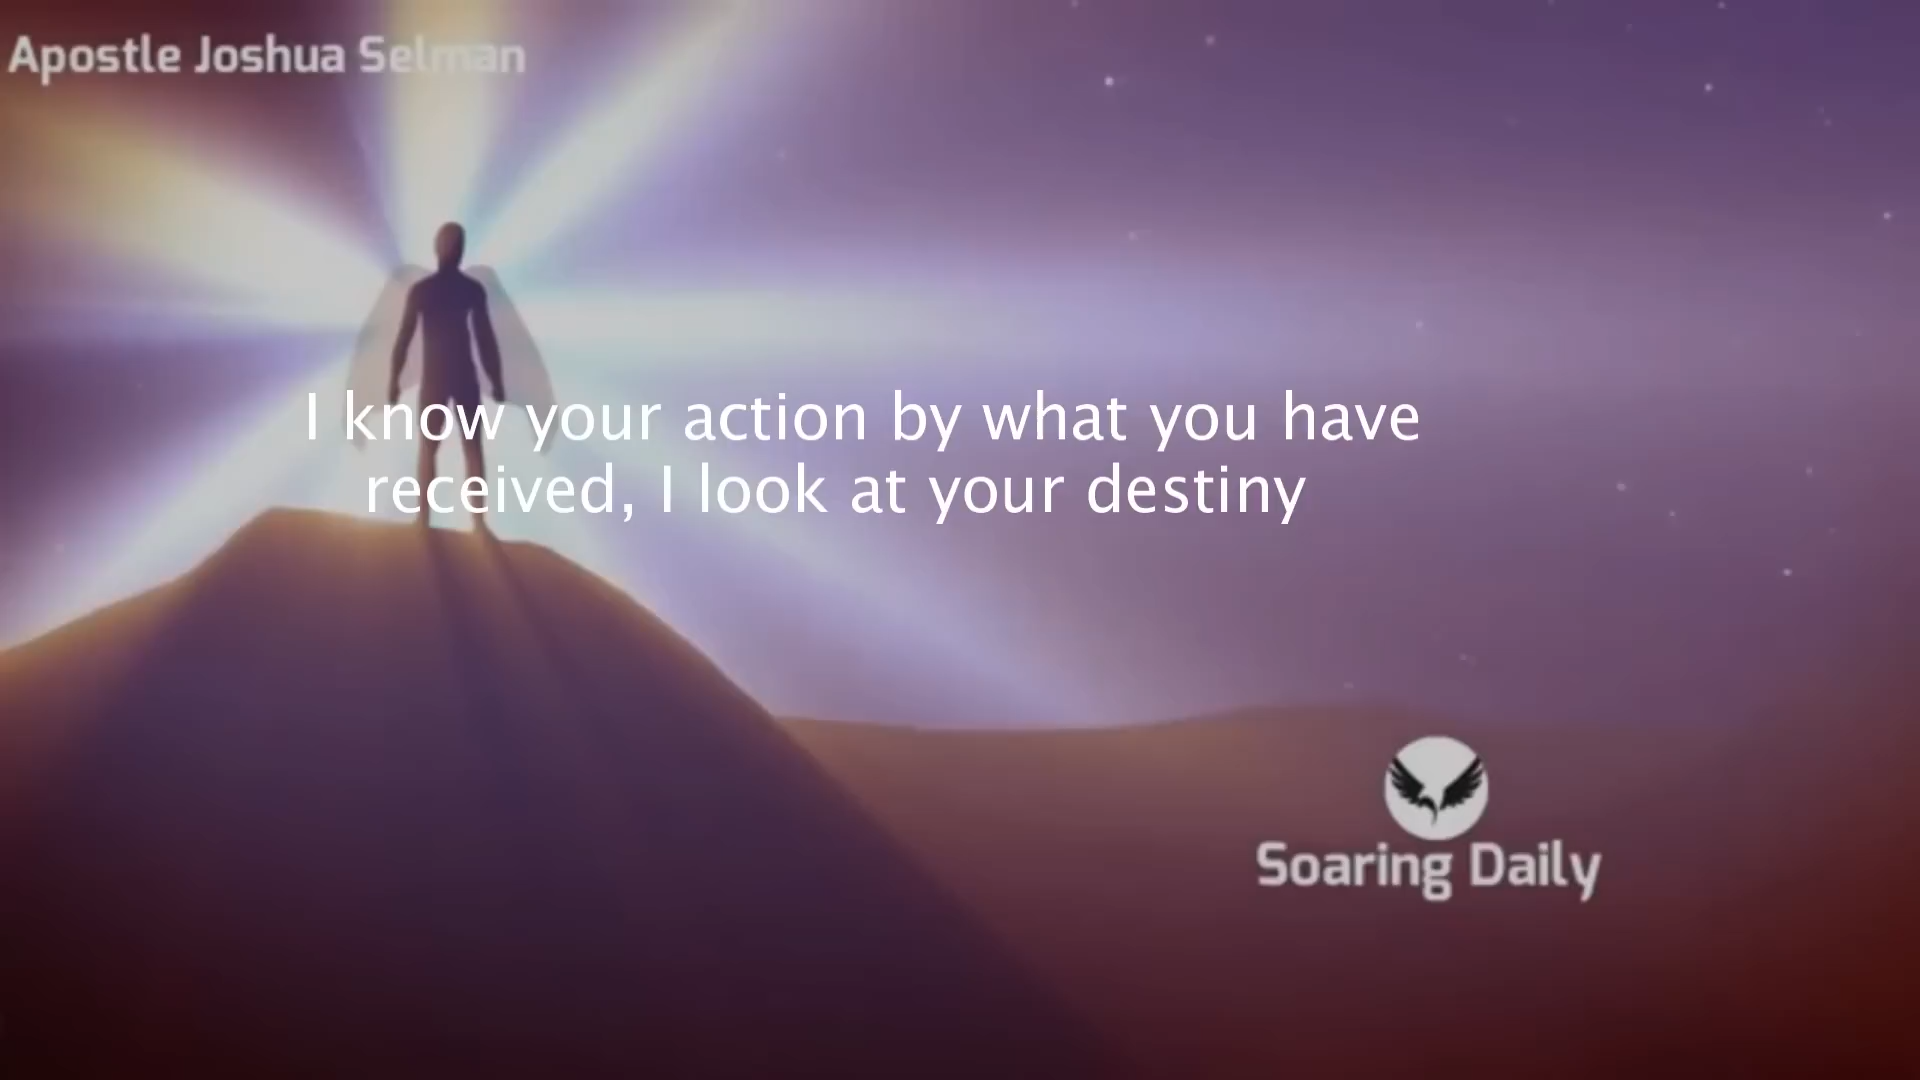 Apostle Joshua Selman
I know your action by what you have
received, I look at your destiny
Soaring Daily